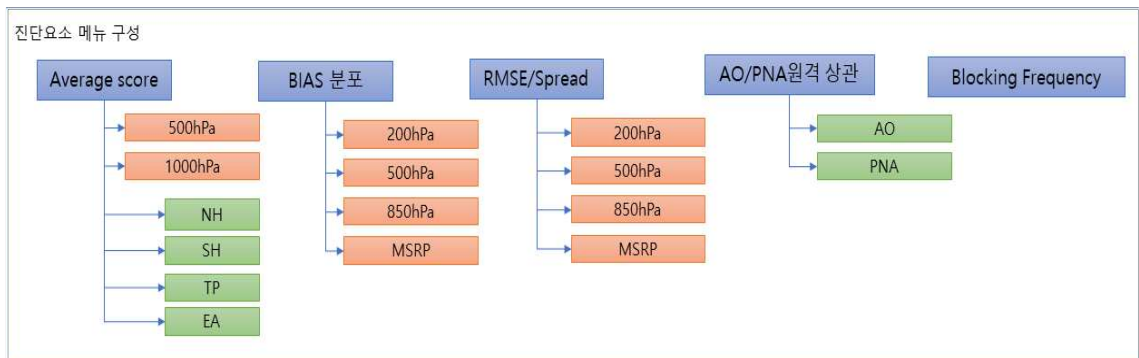 진단요소 메뉴 구성
Average score
500hPa
1000hPa
NH
SH
TP
EA
BIAS 분포
200hPa
500hPa
850hPa
MSRP
RMSE/Spread
200hPa
500hPa
850hPa
MSRP
AO/PNA원격 상관
AO
PNA
Blocking Frequency